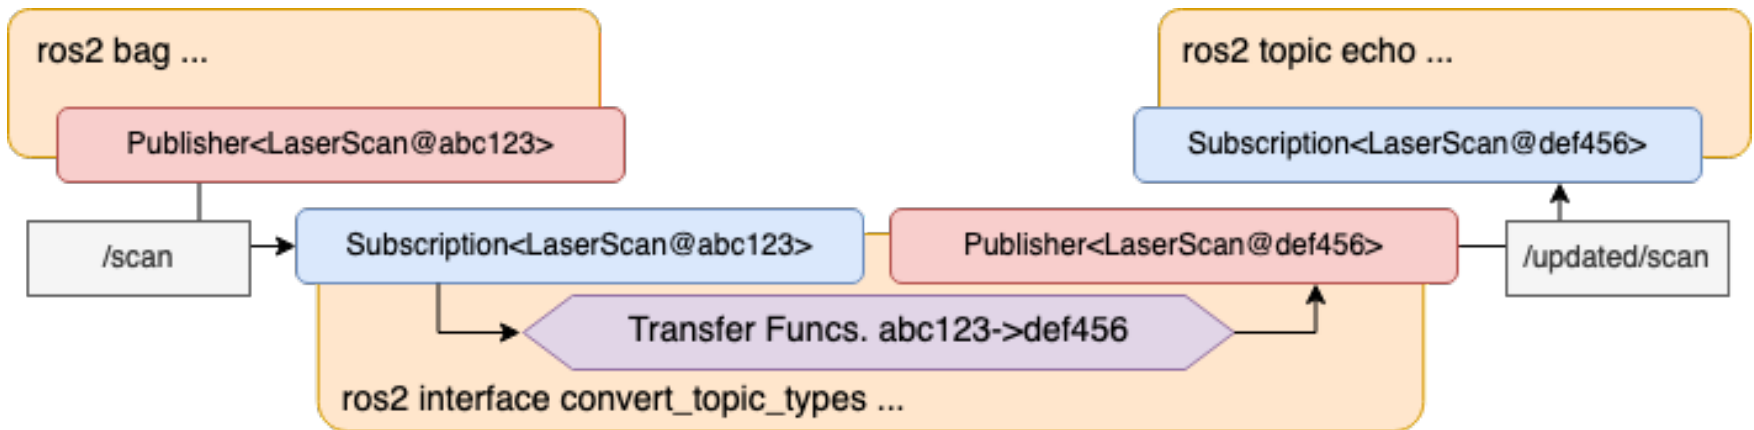 ros2 bag ...
Publisher<LaserScan@abc123>
/scan
Subscription<LaserScan@abc123>
Transfer Funcs. abc123->def456
ros2 interface convert_topic_types ...
Publisher<LaserScan@def456>
/updated/scan
ros2 topic echo ...
Subscription<LaserScan@def456>